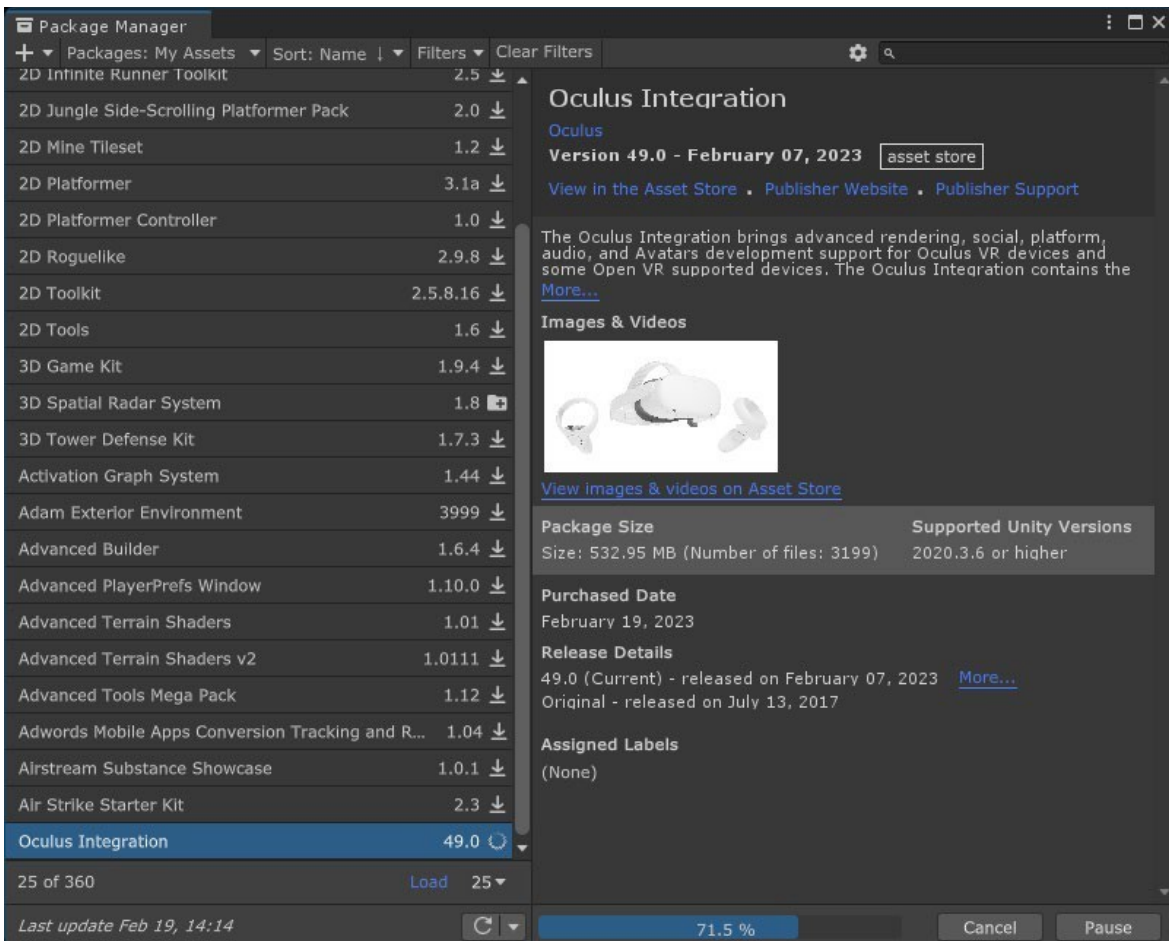 Package Manager
Packages: My Assets Sort: Name ↓ Filters Clear Filters
2D Infinite Runner Toolkit 2.5
2D Jungle Side-Scrolling Platformer Pack 2.0
2D Mine Tileset 1.2
2D Platformer 3.1a
2D Platformer Controller 1.0
2D Roguelike 2.9.8
2D Toolkit 2.5.8.16
2D Tools 1.6
3D Game Kit 1.9.4
3D Spatial Radar System 1.8
3D Tower Defense Kit 1.7.3
Activation Graph System 1.44
Adam Exterior Environment 3999
Advanced Builder 1.6.4
Advanced PlayerPrefs Window 1.10.0
Advanced Terrain Shaders 1.01
Advanced Terrain Shaders v2 1.0111
Advanced Tools Mega Pack 1.12
Adwords Mobile Apps Conversion Tracking and R... 1.04
Airstream Substance Showcase 1.0.1
Air Strike Starter Kit 2.3
Oculus Integration 49.0
25 of 360 Load 25
Last update Feb 19, 14:14
Oculus Integration
Oculus
Version 49.0 - February 07, 2023 asset store
View in the Asset Store . Publisher Website . Publisher Support
The Oculus Integration brings advanced rendering, social, platform,
audio, and Avatars development support for Oculus VR devices and
some Open VR supported devices. The Oculus Integration contains the
More...
Images & Videos
View images & videos on Asset Store
Package Size Supported Unity Versions
Size: 532.95 MB (Number of files: 3199) 2020.3.6 or higher
Purchased Date
February 19, 2023
Release Details
49.0 (Current) - released on February 07, 2023 More...
Original - released on July 13, 2017
Assigned Labels
(None)
71.5 % Cancel Pause